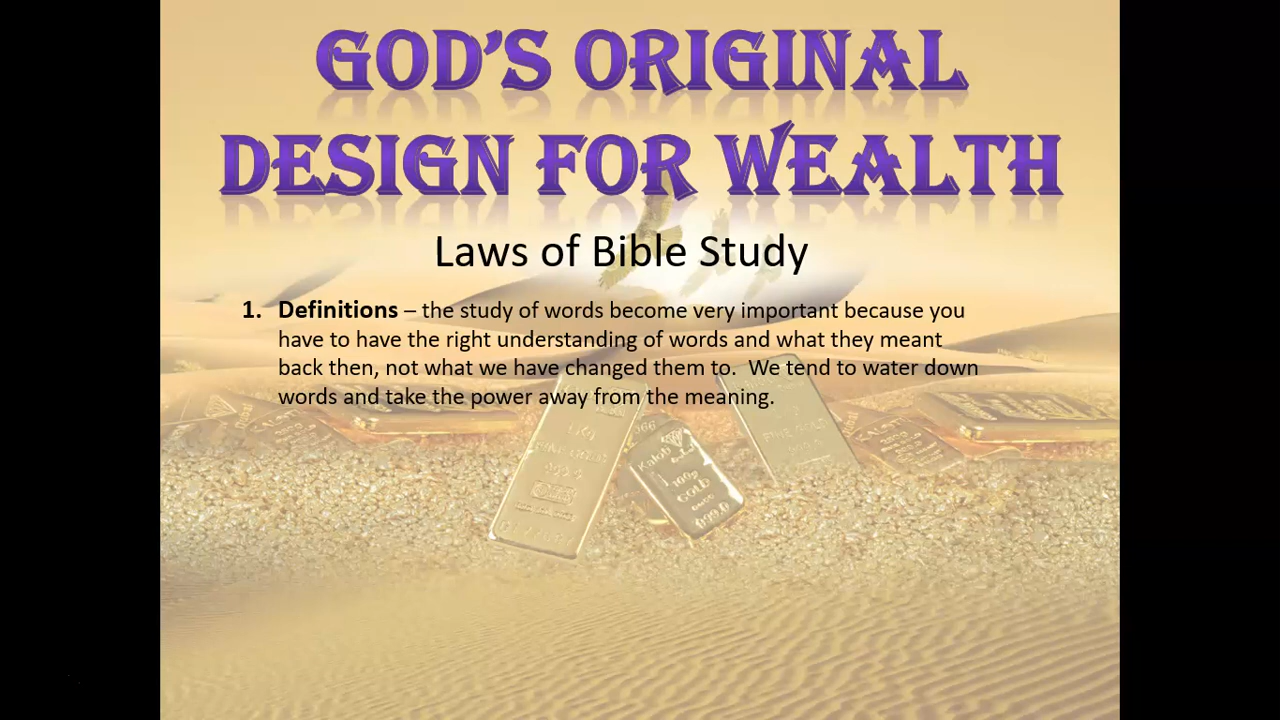 GOD'S ORIGINAL
DESIGN FOR WEALTH
Laws of Bible Study
1. Definitions – the study of words become very important because you
have to have the right understanding of words and what they meant
back then, not what we have changed them to. We tend to water down
words and take the power away from the meaning.
100g
GOLD